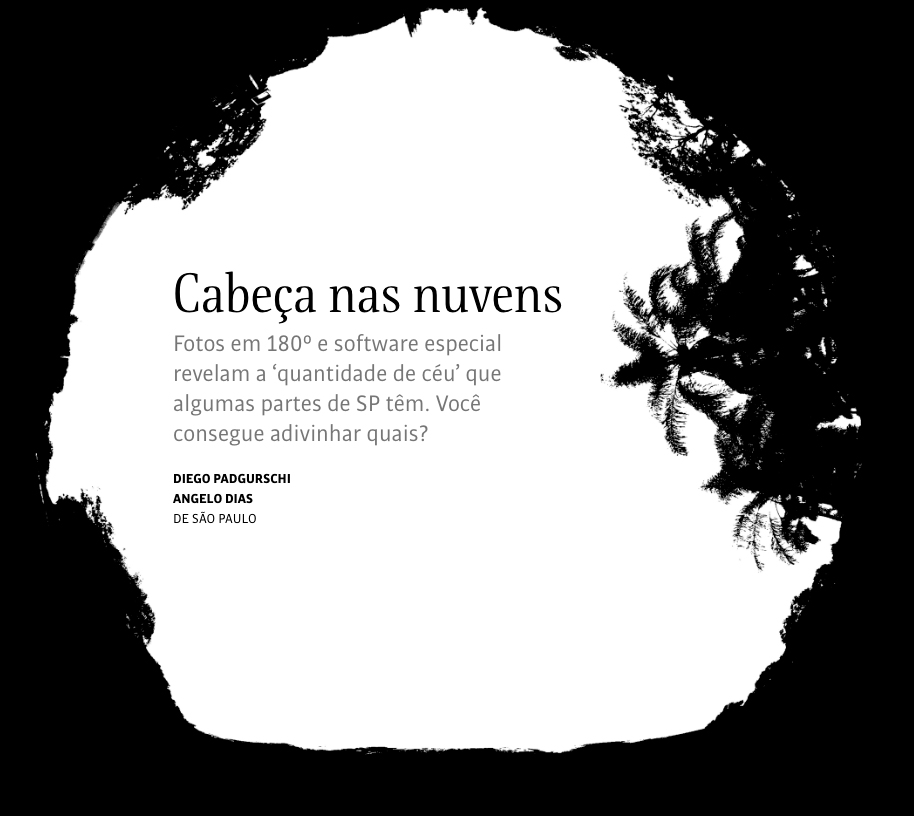 Cabeça nas nuvens
Fotos em 180º e software especial
revelam a ‘quantidade de céu’ que
algumas partes de SP têm. Você
consegue adivinhar quais?
DIEGO PADGURSCHI
ANGELO DIAS
DE SÃO PAULO